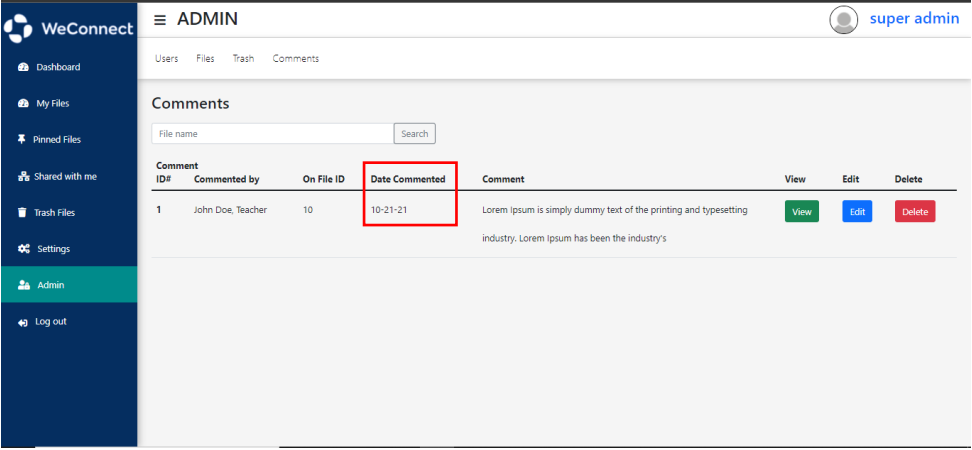 WeConnect
Dashboard
My Files
Pinned Files
Shared with me
Trash Files
Settings
Admin
Log out
≡ ADMIN
super admin
Users Files Trash Comments
Comments
File name Search
Comment
ID# Commented by On File ID Date Commented Comment View Edit Delete
1 John Doe, Teacher 10 10-21-21 Lorem Ipsum is simply dummy text of the printing and typesetting View Edit Delete
industry. Lorem Ipsum has been the industry's